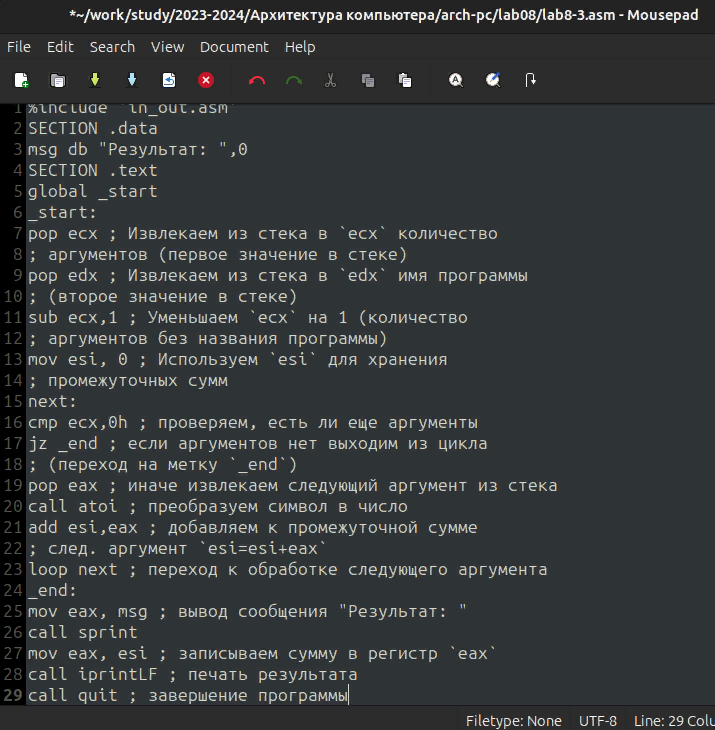 *~/work/study/2023-2024/Архитектура компьютера/arch-pc/lab08/lab8-3.asm - Mousepad
File Edit Search View Document Help
1 %include 'in_out.asm'
2 SECTION .data
3 msg db "Результат: ",0
4 SECTION .text
5 global _start
6 _start:
7 pop ecx ; Извлекаем из стека в `ecx` количество
8 ; аргументов (первое значение в стеке)
9 pop edx ; Извлекаем из стека в `edx` имя программы
10 ; (второе значение в стеке)
11 sub ecx,1 ; Уменьшаем `ecx` на 1 (количество
12 ; аргументов без названия программы)
13 mov esi, 0 ; Используем `esi` для хранения
14 ; промежуточных сумм
15 next:
16 cmp ecx,0h ; проверяем, есть ли еще аргументы
17 jz _end ; если аргументов нет выходим из цикла
18 ; (переход на метку `_end`)
19 pop eax ; иначе извлекаем следующий аргумент из стека
20 call atoi ; преобразуем символ в число
21 add esi,eax ; добавляем к промежуточной сумме
22 ; след. аргумент `esi=esi+eax`
23 loop next ; переход к обработке следующего аргумента
24 _end:
25 mov eax, msg ; вывод сообщения "Результат: "
26 call sprint
27 mov eax, esi ; записываем сумму в регистр `eax`
28 call iprintLF ; печать результата
29 call quit ; завершение программы
Filetype: None UTF-8 Line: 29 Colu